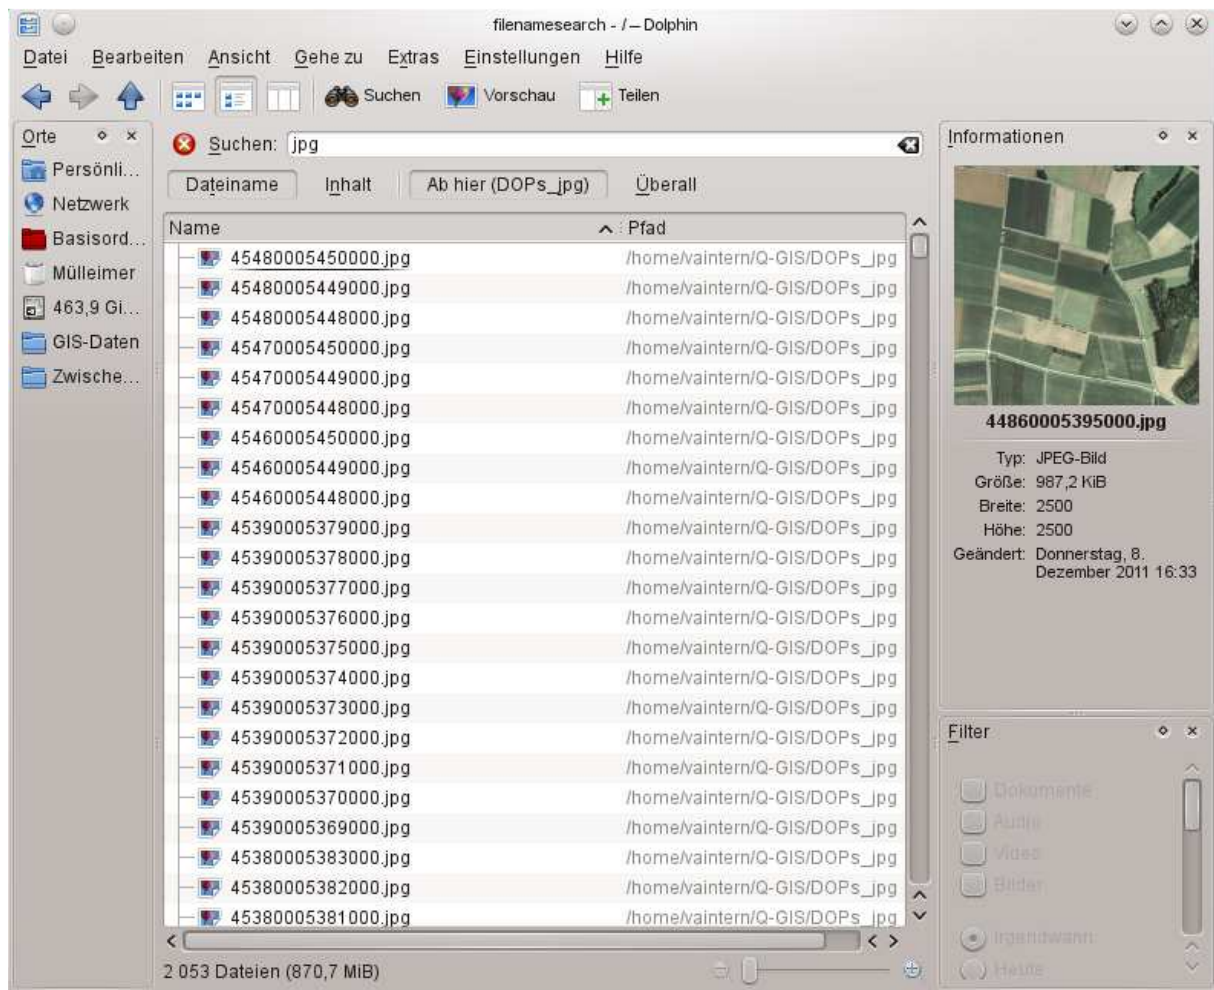 filenamesearch - / – Dolphin
Datei Bearbeiten Ansicht Gehe zu Extras Einstellungen Hilfe
Suchen Vorschau Teilen
Orte
Persönli...
Netzwerk
Basisord...
Mülleimer
463,9 Gi...
GIS-Daten
Zwische...
Suchen: jpg
Dateiname Inhalt Ab hier (DOPs_jpg) Überall
Name Pfad
45480005450000.jpg /home/vaintern/Q-GIS/DOPs_jpg
45480005449000.jpg /home/vaintern/Q-GIS/DOPs_jpg
45480005448000.jpg /home/vaintern/Q-GIS/DOPs_jpg
45470005450000.jpg /home/vaintern/Q-GIS/DOPs_jpg
45470005449000.jpg /home/vaintern/Q-GIS/DOPs_jpg
45470005448000.jpg /home/vaintern/Q-GIS/DOPs_jpg
45460005450000.jpg /home/vaintern/Q-GIS/DOPs_jpg
45460005449000.jpg /home/vaintern/Q-GIS/DOPs_jpg
45460005448000.jpg /home/vaintern/Q-GIS/DOPs_jpg
45390005379000.jpg /home/vaintern/Q-GIS/DOPs_jpg
45390005378000.jpg /home/vaintern/Q-GIS/DOPs_jpg
45390005377000.jpg /home/vaintern/Q-GIS/DOPs_jpg
45390005376000.jpg /home/vaintern/Q-GIS/DOPs_jpg
45390005375000.jpg /home/vaintern/Q-GIS/DOPs_jpg
45390005374000.jpg /home/vaintern/Q-GIS/DOPs_jpg
45390005373000.jpg /home/vaintern/Q-GIS/DOPs_jpg
45390005372000.jpg /home/vaintern/Q-GIS/DOPs_jpg
45390005371000.jpg /home/vaintern/Q-GIS/DOPs_jpg
45390005370000.jpg /home/vaintern/Q-GIS/DOPs_jpg
45390005369000.jpg /home/vaintern/Q-GIS/DOPs_jpg
45380005383000.jpg /home/vaintern/Q-GIS/DOPs_jpg
45380005382000.jpg /home/vaintern/Q-GIS/DOPs_jpg
45380005381000.jpg /home/vaintern/Q-GIS/DOPs_jpg
2 053 Dateien (870,7 MiB)
Informationen
44860005395000.jpg
Typ: JPEG-Bild
Größe: 987,2 KiB
Breite: 2500
Höhe: 2500
Geändert: Donnerstag, 8.
Dezember 2011 16:33
Filter
Dokumente
Audio
Video
Bilder
Irgendwann
Heute